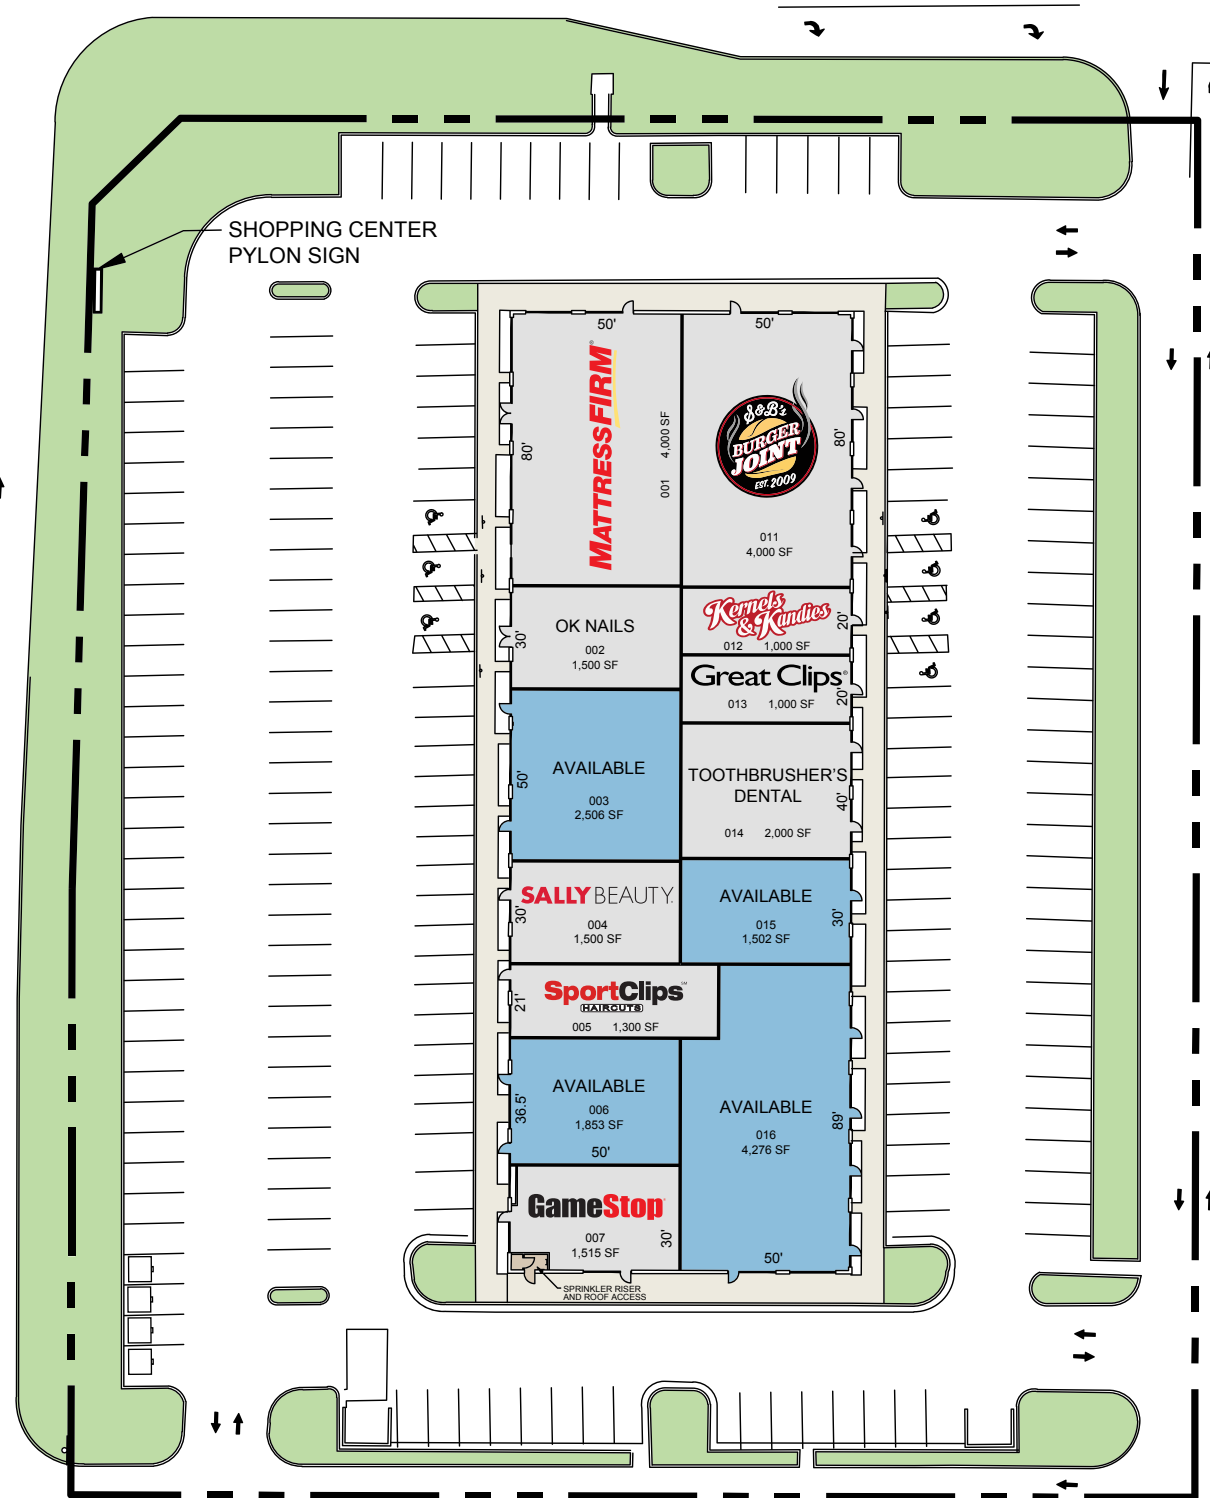 SHOPPING CENTER
PYLON SIGN
50'
50'
MATTRESSFIRM®
80'
001 4,000 SF
S&B's
BURGER
JOINT
EST. 2009
80'
011
4,000 SF
OK NAILS
002
1,500 SF
30'
Kernels
& Kandies
012 1,000 SF
20'
Great Clips®
013 1,000 SF
20'
AVAILABLE
003
2,506 SF
50'
TOOTHBRUSHER'S
DENTAL
014 2,000 SF
40'
SALLY BEAUTY.
004
1,500 SF
30'
AVAILABLE
015
1,502 SF
30'
SportClips℠
HAIRCUTS
005 1,300 SF
21'
AVAILABLE
006
1,853 SF
36.5'
50'
AVAILABLE
016
4,276 SF
89'
50'
GameStop
007
1,515 SF
30'
SPRINKLER RISER
AND ROOF ACCESS